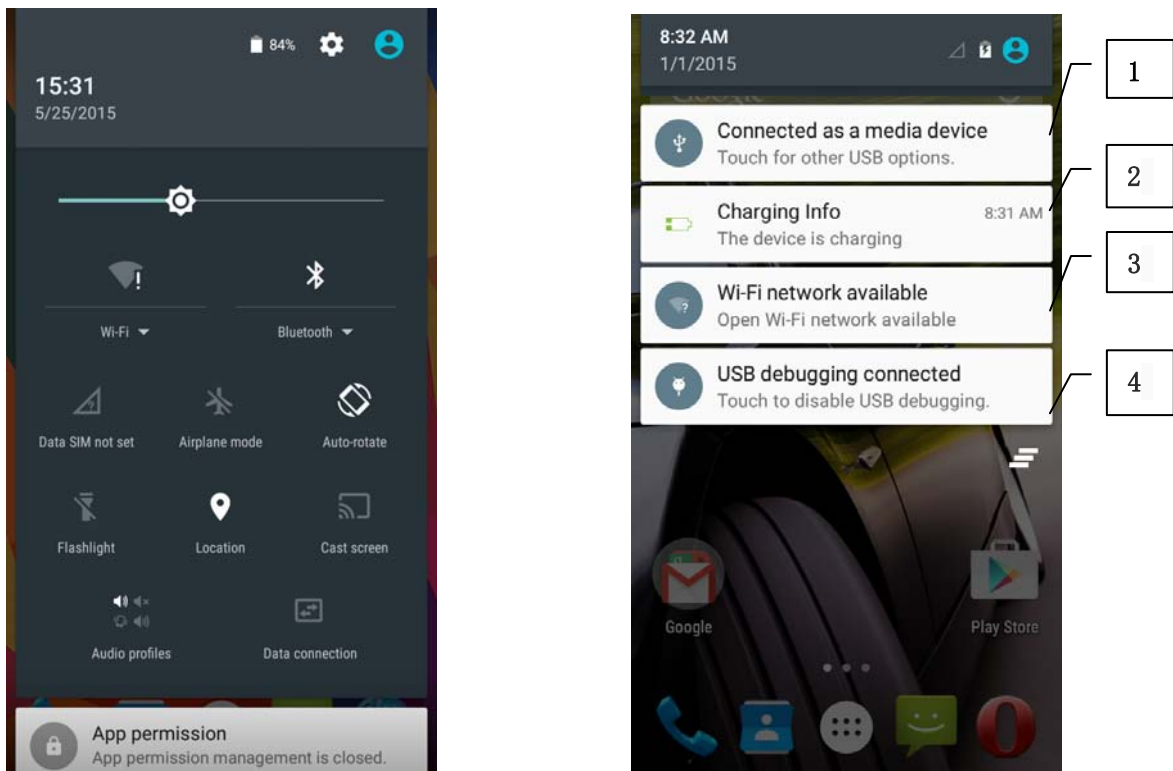 84%
15:31
5/25/2015
Wi-Fi
Bluetooth
Data SIM not set
Airplane mode
Auto-rotate
Flashlight
Location
Cast screen
Audio profiles
Data connection
App permission
App permission management is closed.
8:32 AM
1/1/2015
Google
Connected as a media device
Touch for other USB options.
Charging Info
8:31 AM
The device is charging
Wi-Fi network available
Open Wi-Fi network available
USB debugging connected
Touch to disable USB debugging.
Google
Play Store
1
2
3
4